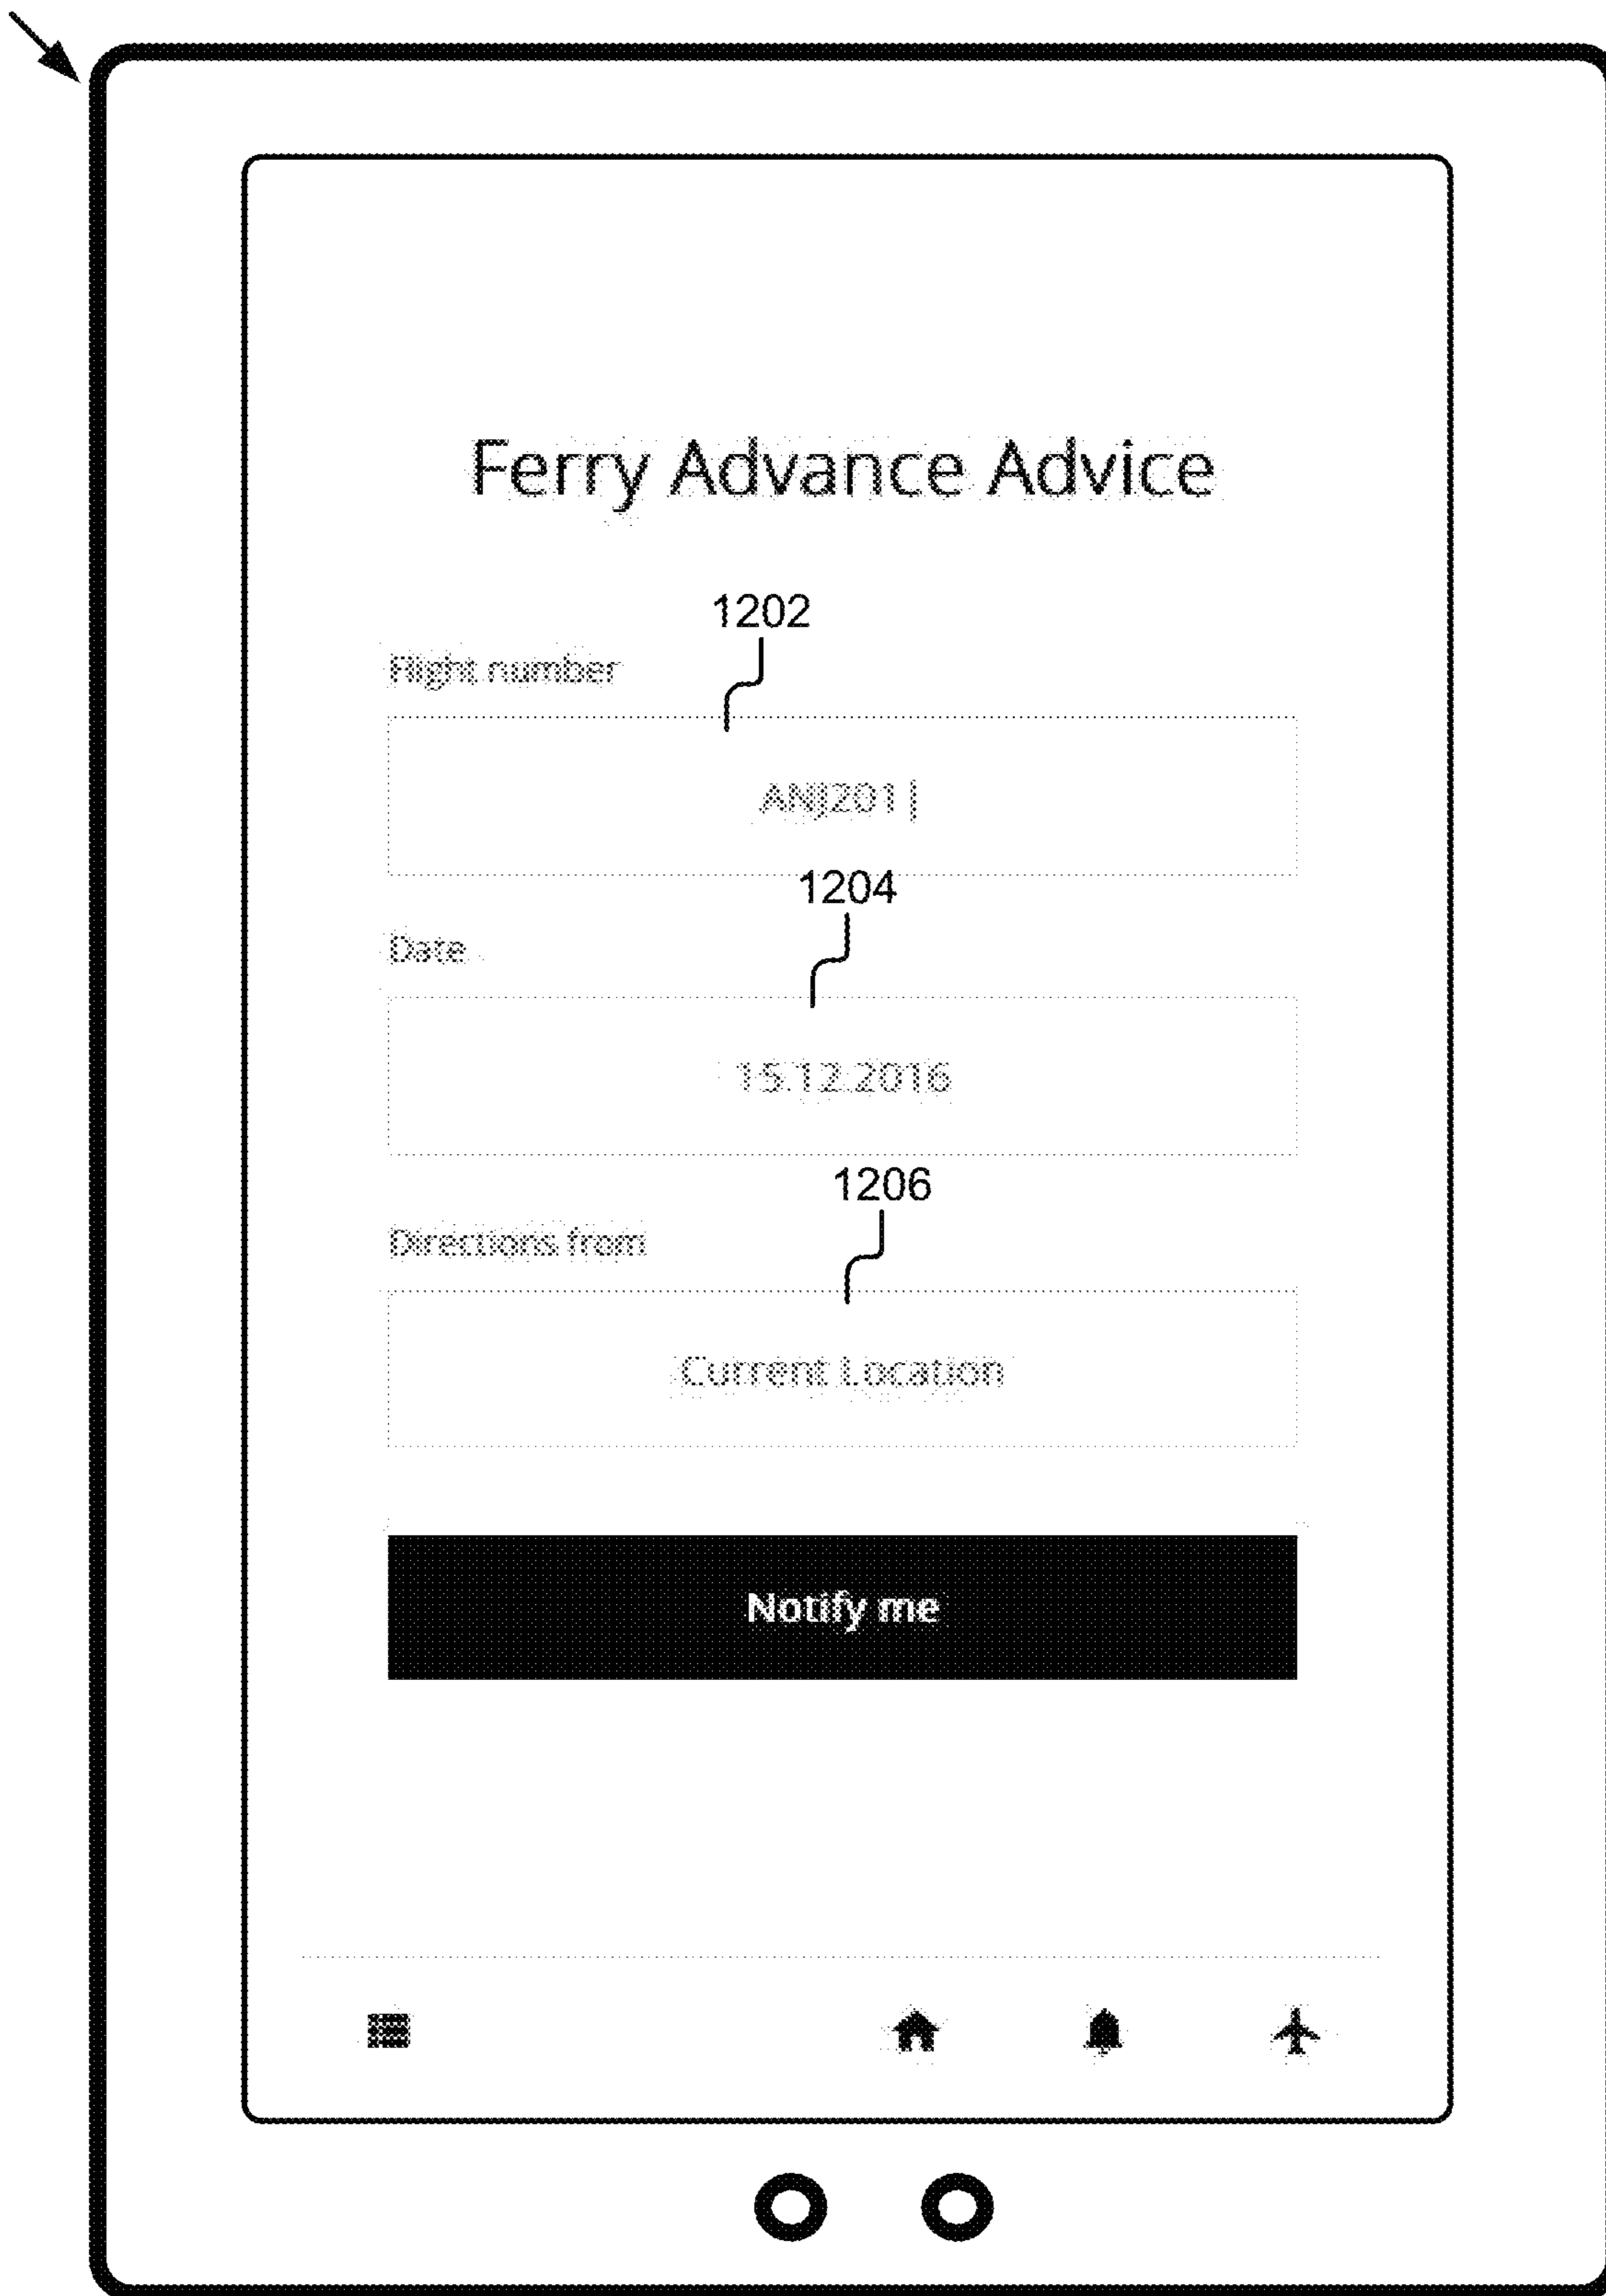 Ferry Advance Advice
1202
Flight number
ANJ201
1204
Date
15.12.2016
1206
Directions from
Current Location
Notify me